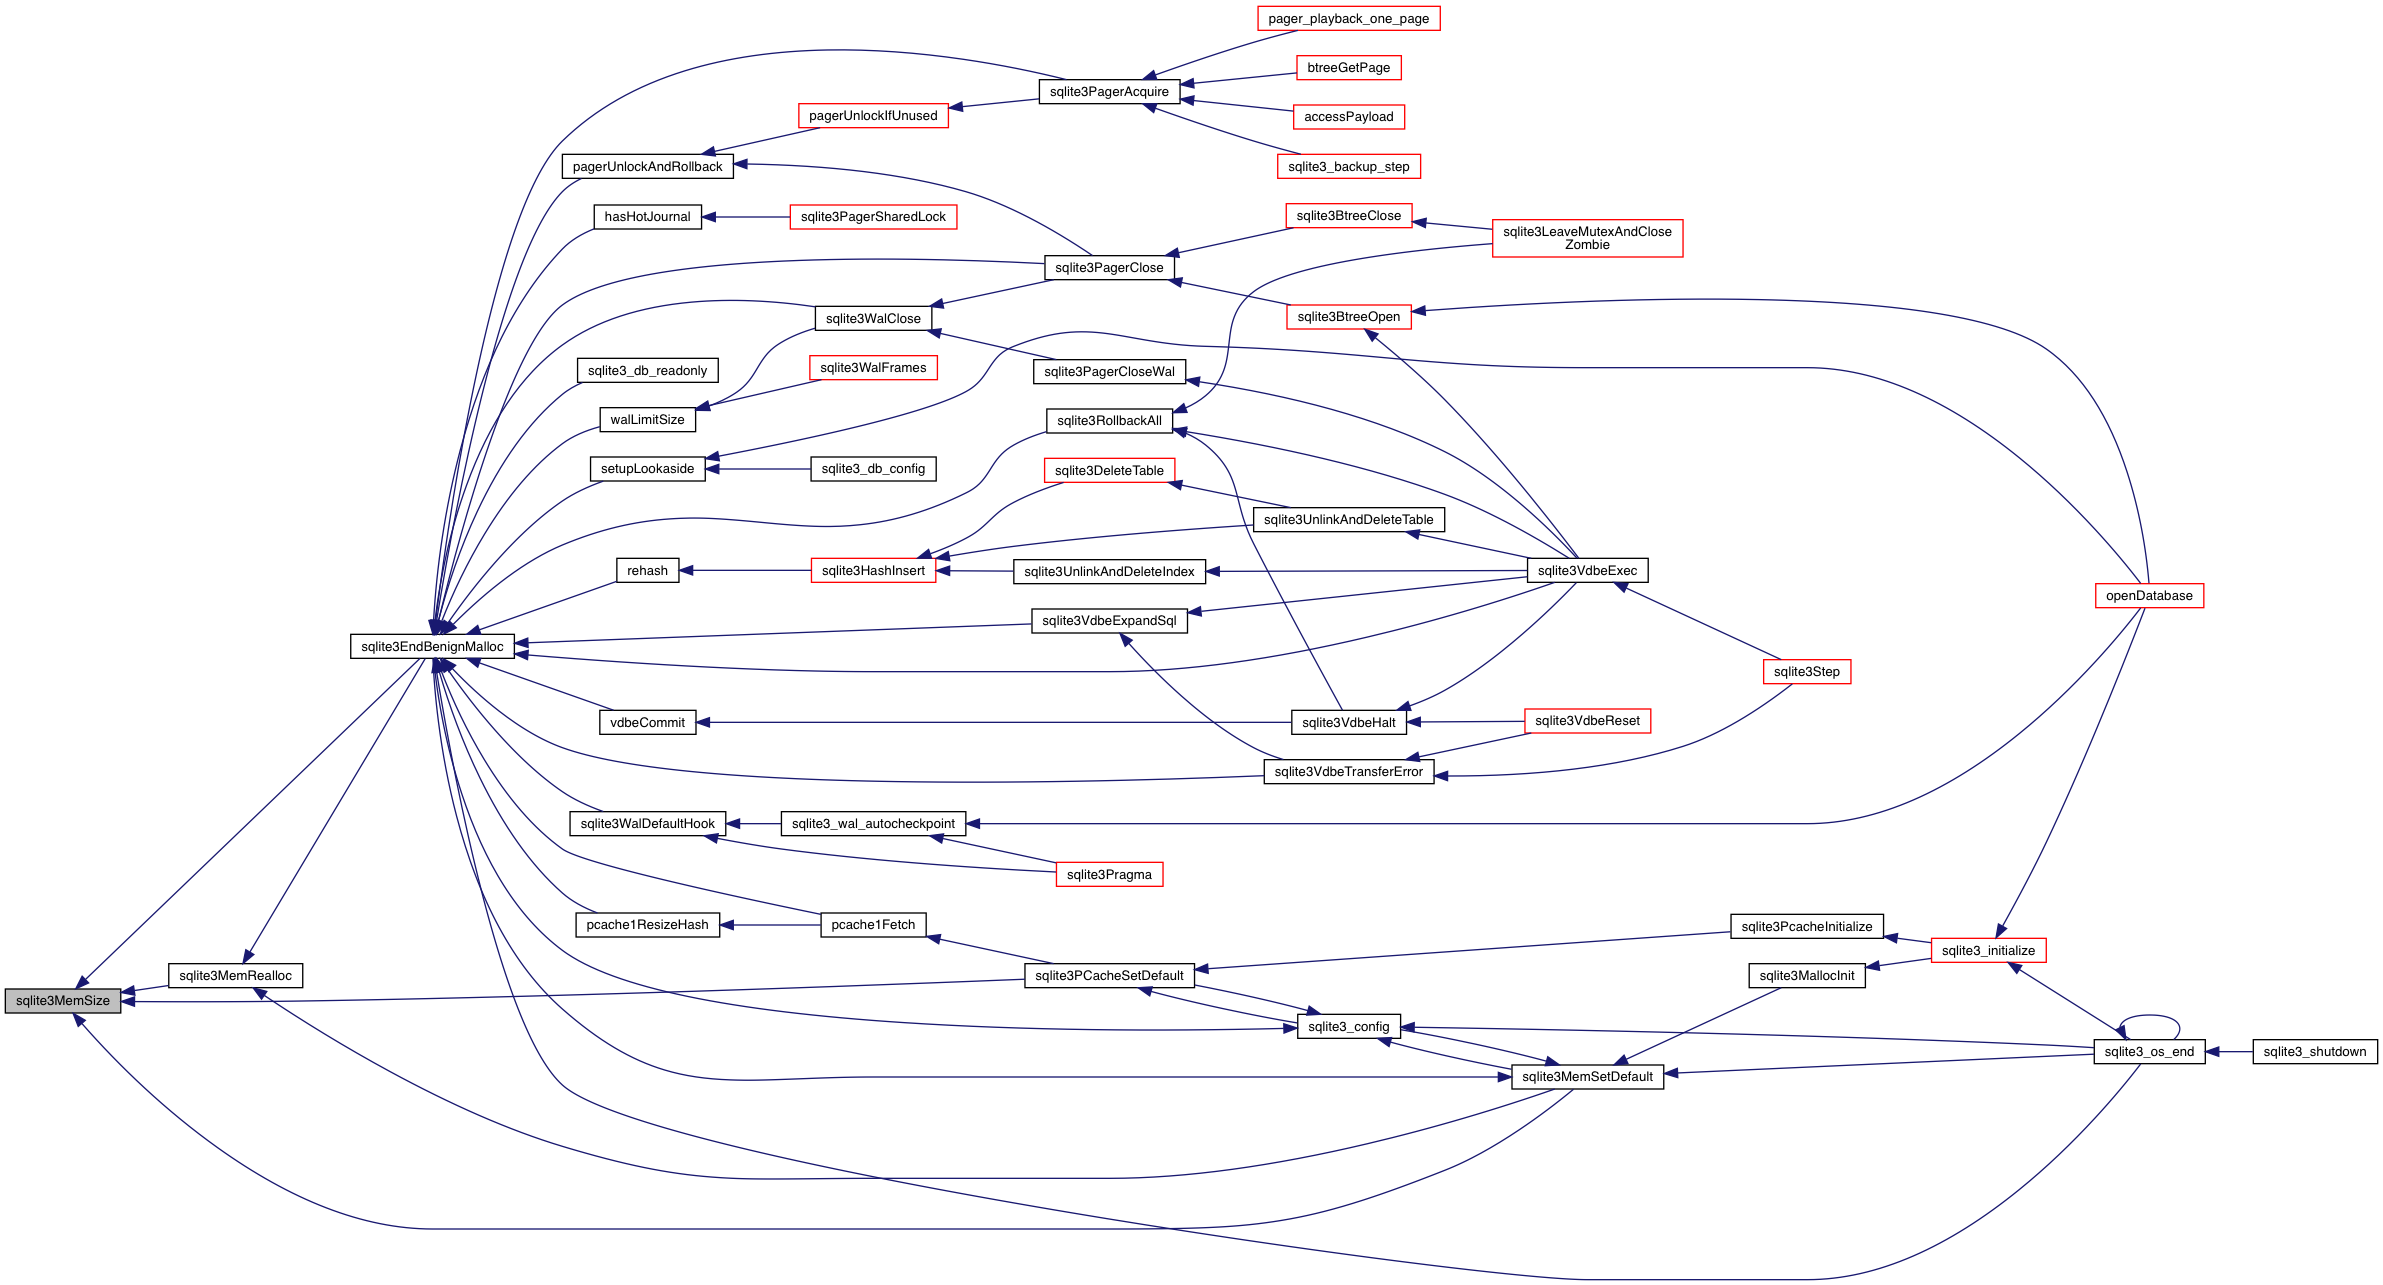 pager_playback_one_page
btreeGetPage
sqlite3PagerAcquire
accessPayload
pagerUnlockIfUnused
pagerUnlockAndRollback
sqlite3_backup_step
hasHotJournal
sqlite3PagerSharedLock
sqlite3BtreeClose
sqlite3LeaveMutexAndClose
Zombie
sqlite3PagerClose
sqlite3WalClose
sqlite3BtreeOpen
sqlite3_db_readonly
sqlite3WalFrames
sqlite3PagerCloseWal
walLimitSize
sqlite3RollbackAll
setupLookaside
sqlite3_db_config
sqlite3DeleteTable
sqlite3UnlinkAndDeleteTable
rehash
sqlite3HashInsert
sqlite3UnlinkAndDeleteIndex
sqlite3VdbeExec
openDatabase
sqlite3VdbeExpandSql
sqlite3EndBenignMalloc
sqlite3Step
vdbeCommit
sqlite3VdbeHalt
sqlite3VdbeReset
sqlite3VdbeTransferError
sqlite3WalDefaultHook
sqlite3_wal_autocheckpoint
sqlite3Pragma
pcache1ResizeHash
pcache1Fetch
sqlite3PcacheInitialize
sqlite3_initialize
sqlite3MemRealloc
sqlite3PCacheSetDefault
sqlite3MallocInit
sqlite3MemSize
sqlite3_config
sqlite3_os_end
sqlite3_shutdown
sqlite3MemSetDefault